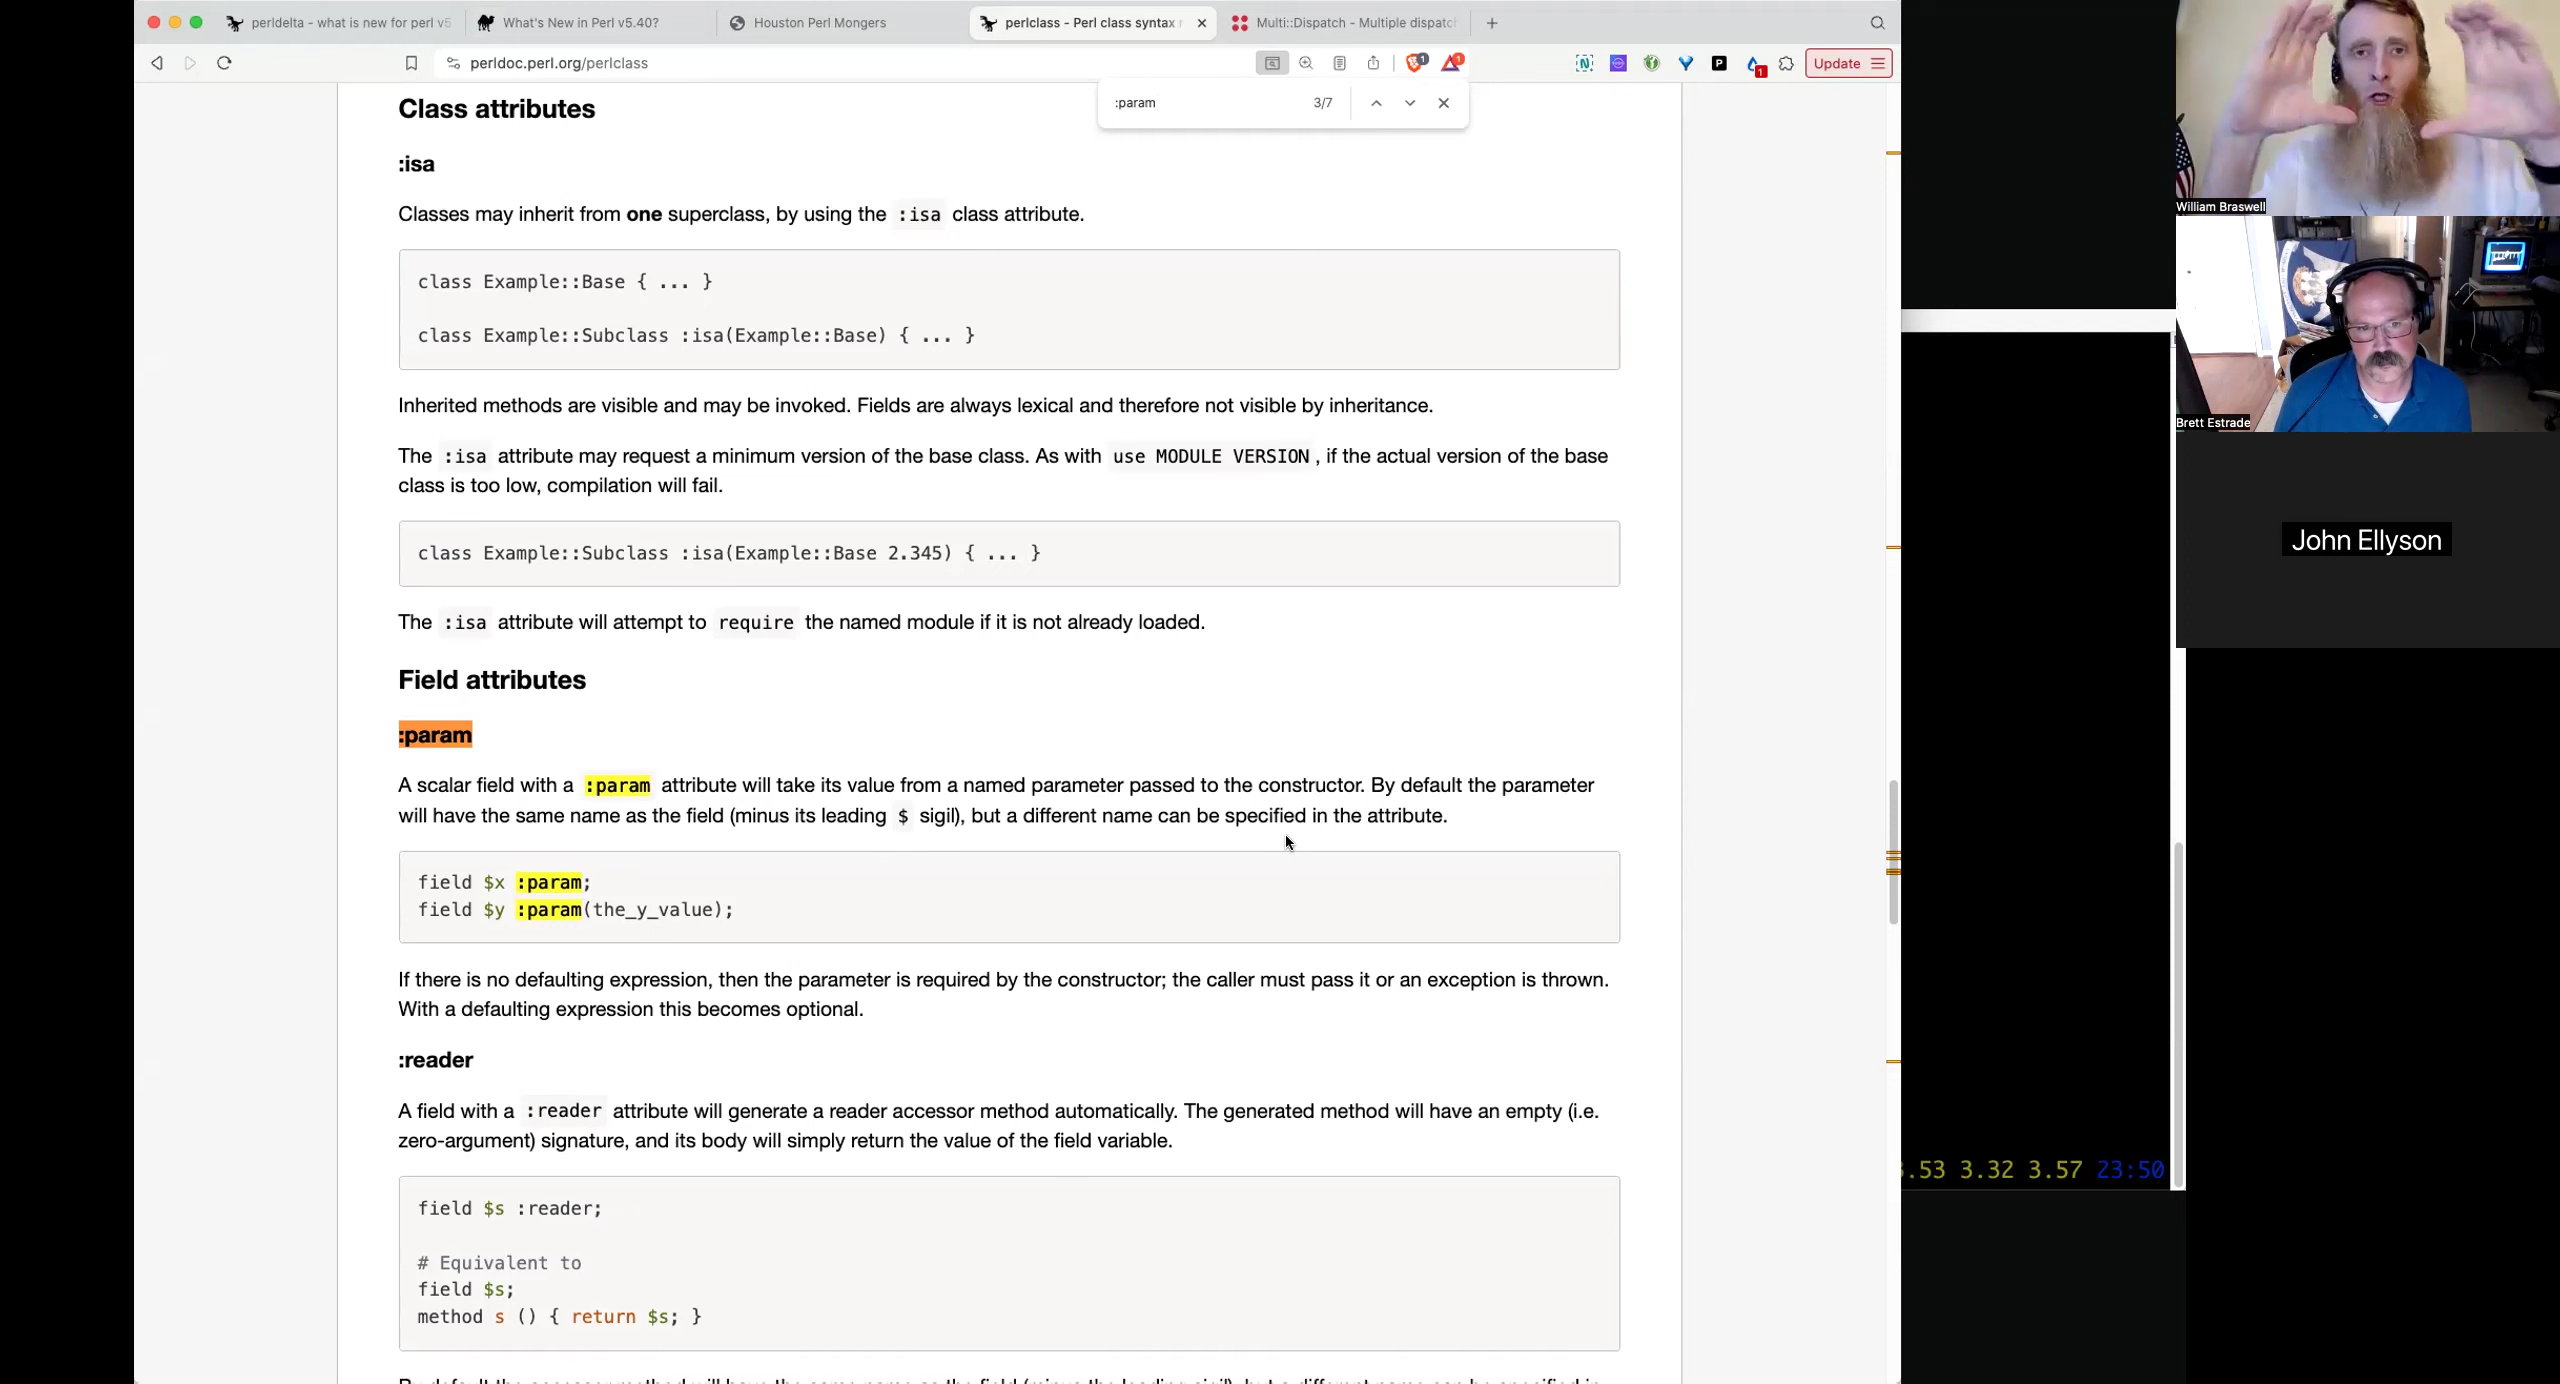 perldelta - what is new for perl v5
What's New in Perl v5.40?
Houston Perl Mongers
perlclass - Perl class syntax r
Multi::Dispatch - Multiple dispatc
perldoc.perl.org/perlclass
1
1
P
1
Update
:param
3/7
Class attributes
:isa
Classes may inherit from one superclass, by using the :isa class attribute.
class Example::Base { ... }
class Example::Subclass :isa(Example::Base) { ... }
Inherited methods are visible and may be invoked. Fields are always lexical and therefore not visible by inheritance.
The :isa attribute may request a minimum version of the base class. As with use MODULE VERSION, if the actual version of the base
class is too low, compilation will fail.
class Example::Subclass :isa(Example::Base 2.345) { ... }
The :isa attribute will attempt to require the named module if it is not already loaded.
Field attributes
:param
A scalar field with a :param attribute will take its value from a named parameter passed to the constructor. By default the parameter
will have the same name as the field (minus its leading $ sigil), but a different name can be specified in the attribute.
field $x :param;
field $y :param(the_y_value);
If there is no defaulting expression, then the parameter is required by the constructor; the caller must pass it or an exception is thrown.
With a defaulting expression this becomes optional.
:reader
A field with a :reader attribute will generate a reader accessor method automatically. The generated method will have an empty (i.e.
zero-argument) signature, and its body will simply return the value of the field variable.
field $s :reader;
# Equivalent to
field $s;
method s () { return $s; }
William Braswell
Brett Estrade
John Ellyson
.53 3.32 3.57 23:50